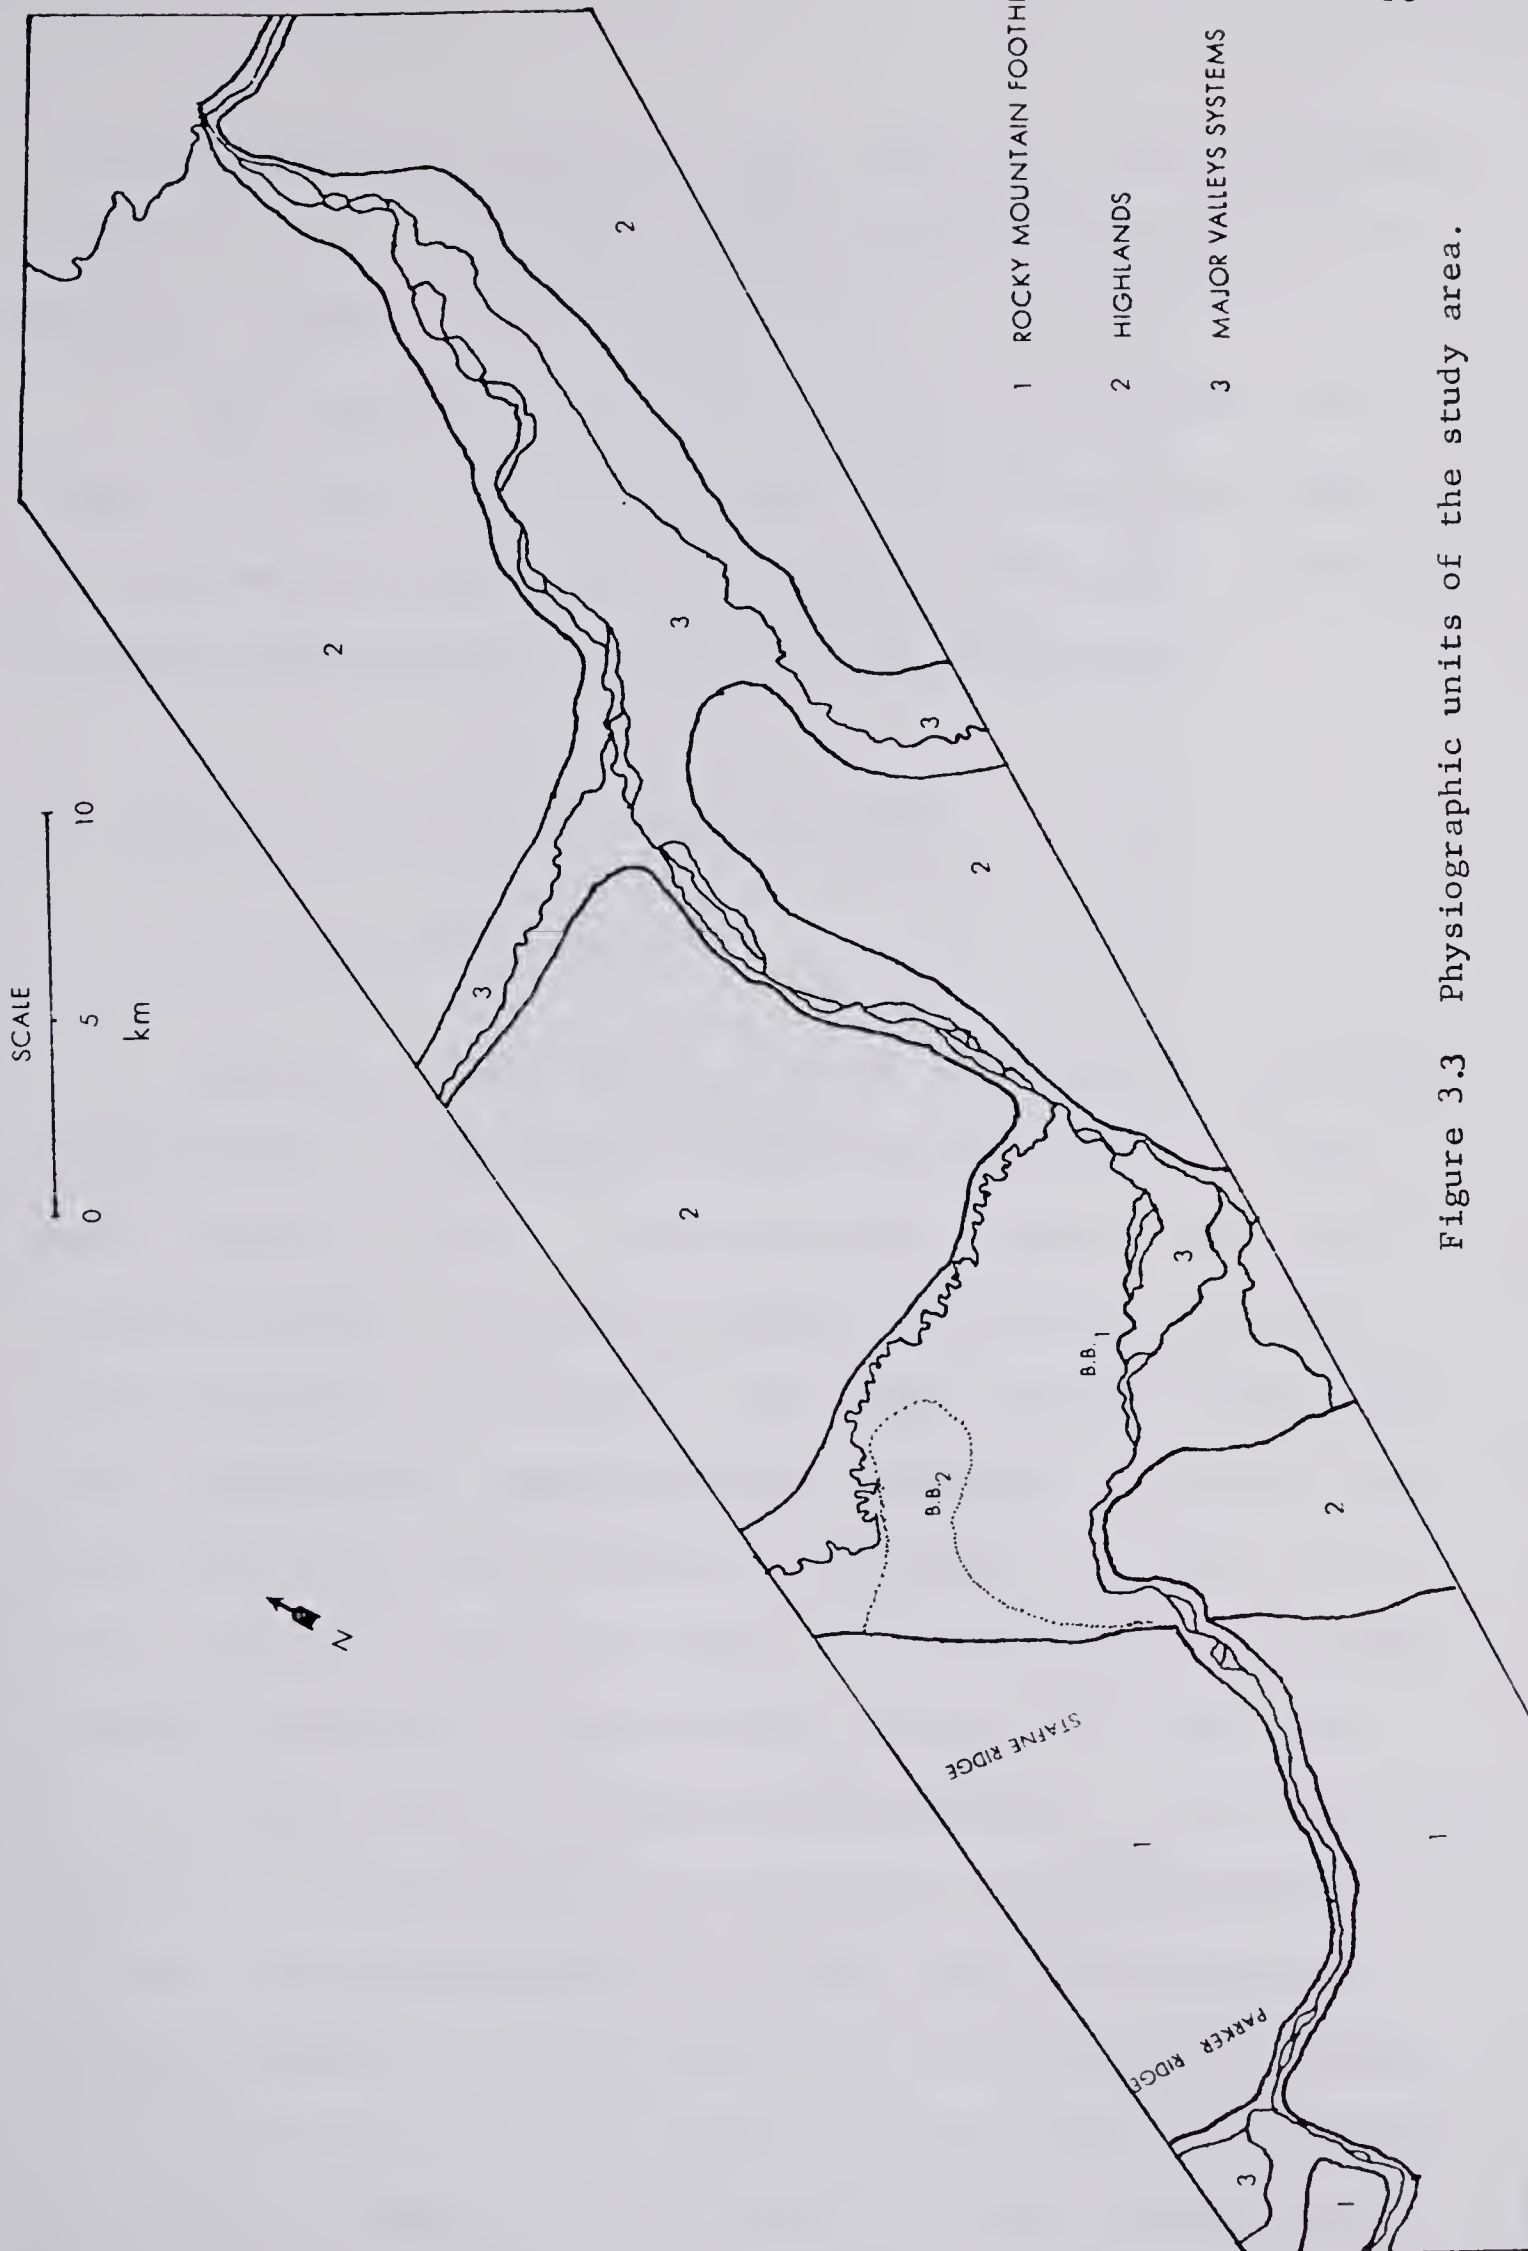 SCALE
0 5 10
km
N
2
2
3
3
3
2
2
2
3
B.B.1
B.B.2
2
STAFNE RIDGE
1
1
PARKER RIDGE
3
1
1 ROCKY MOUNTAIN
2 HIGHLANDS
3 MAJOR VALLEYS SYSTEMS
Figure 3.3 Physiographic units of the study area.